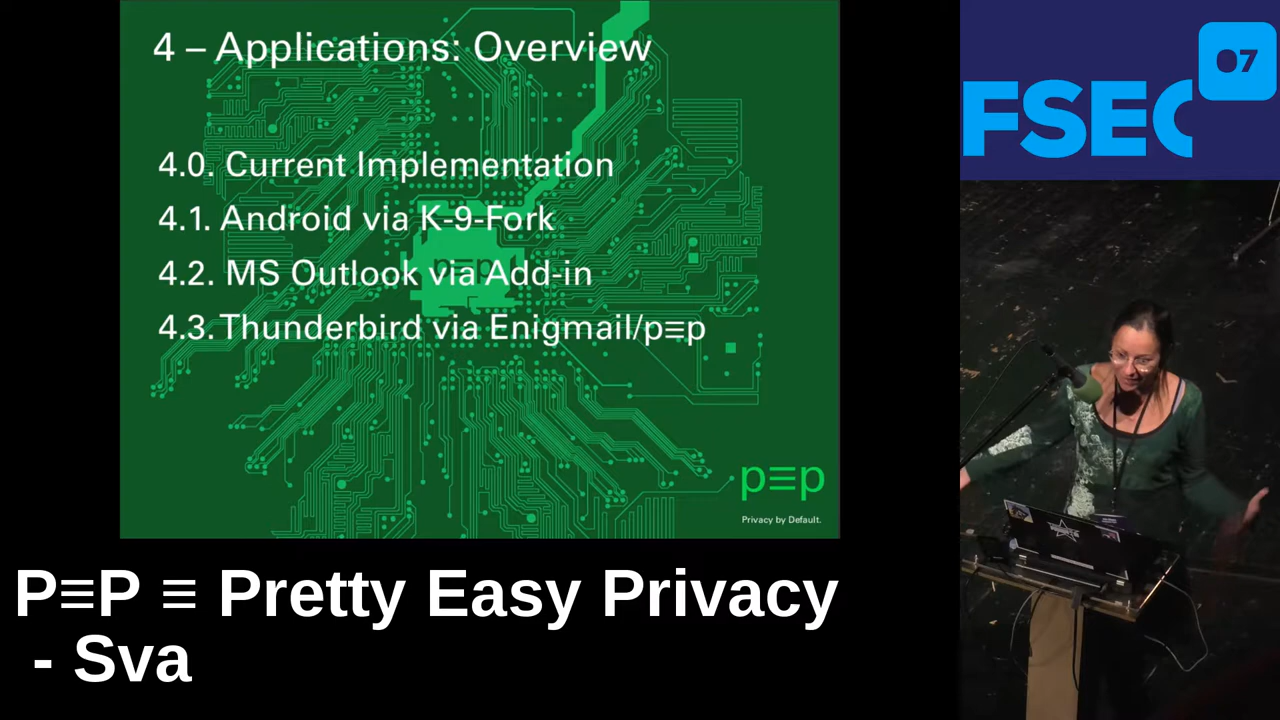 4 – Applications: Overview
4.0. Current Implementation
4.1. Android via K-9-Fork
4.2. MS Outlook via Add-in
4.3. Thunderbird via Enigmail/p≡p
p≡p
p≡p
Privacy by Default.
P≡P ≡ Pretty Easy Privacy
- Sva
07
FSEC